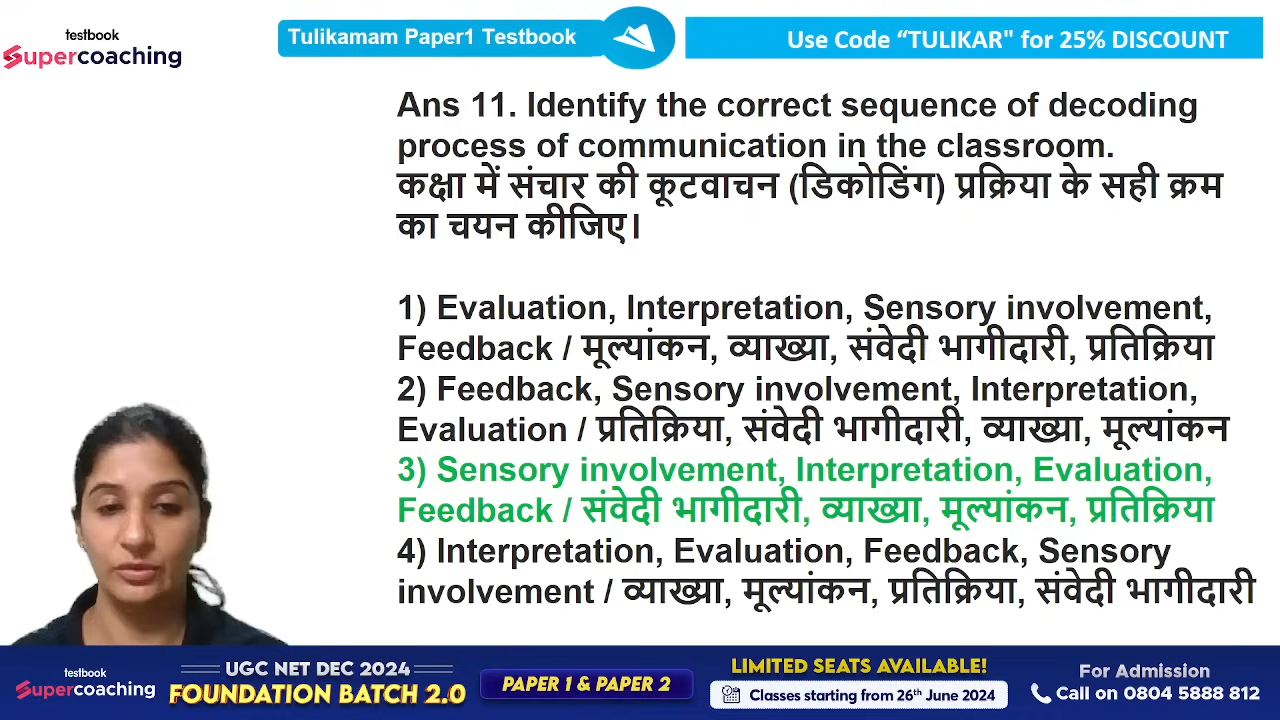 testbook
Supercoaching
Tulikamam Paper1 Testbook
Use Code “TULIKAR" for 25% DISCOUNT
Ans 11. Identify the correct sequence of decoding
process of communication in the classroom.
कक्षा में संचार की कूटवाचन (डिकोडिंग) प्रक्रिया के सही क्रम
का चयन कीजिए।
1) Evaluation, Interpretation, Sensory involvement,
Feedback / मूल्यांकन, व्याख्या, संवेदी भागीदारी, प्रतिक्रिया
2) Feedback, Sensory involvement, Interpretation,
Evaluation / प्रतिक्रिया, संवेदी भागीदारी, व्याख्या, मूल्यांकन
3) Sensory involvement, Interpretation, Evaluation,
Feedback / संवेदी भागीदारी, व्याख्या, मूल्यांकन, प्रतिक्रिया
4) Interpretation, Evaluation, Feedback, Sensory
involvement / व्याख्या, मूल्यांकन, प्रतिक्रिया, संवेदी भागीदारी
testbook
Supercoaching
UGC NET DEC 2024
FOUNDATION BATCH 2.0
PAPER 1 & PAPER 2
LIMITED SEATS AVAILABLE!
Classes starting from 26th June 2024
For Admission
Call on 0804 5888 812